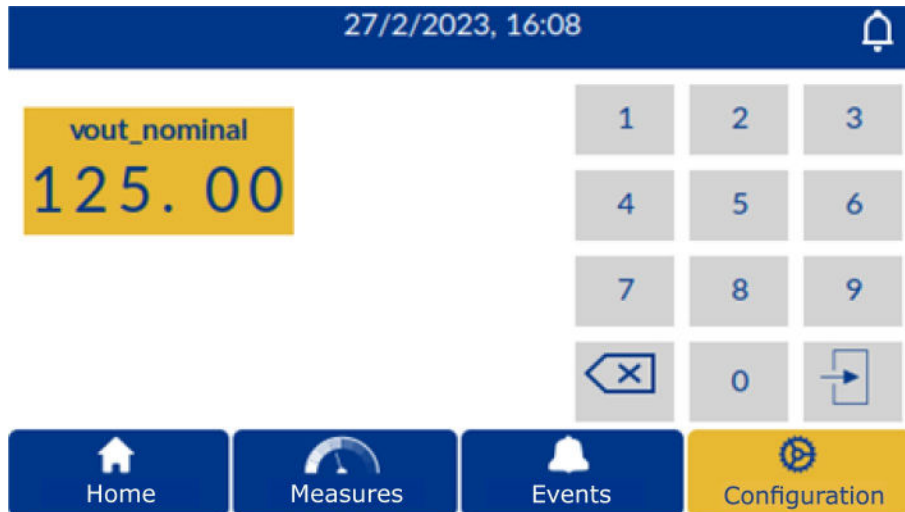 27/2/2023, 16:08
vout_nominal
125. 00
1 2 3
4 5 6
7 8 9
0
Home Measures Events Configuration